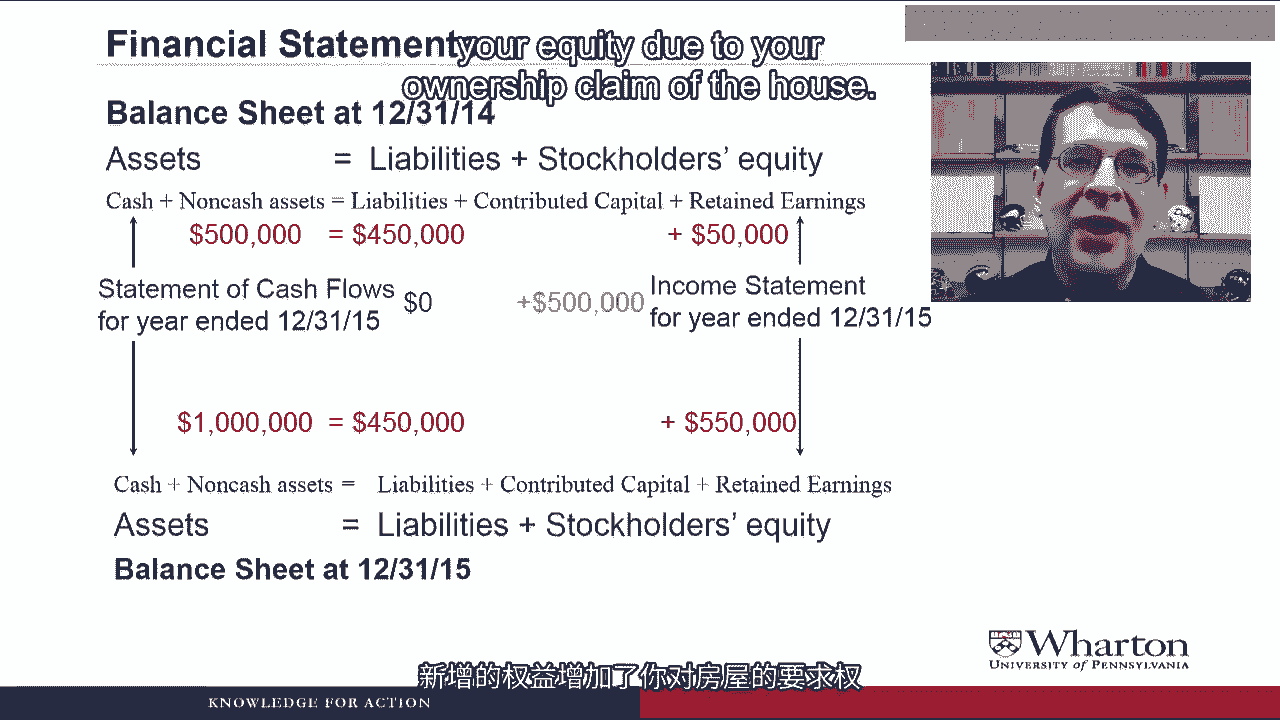 Financial Statement
your equity due to your
ownership claim of the house.
Balance Sheet at 12/31/14
Assets = Liabilities + Stockholders' equity
Cash + Noncash assets = Liabilities + Contributed Capital + Retained Earnings
$500,000 = $450,000 + $50,000
Statement of Cash Flows
for year ended 12/31/15
$0 +$500,000
Income Statement
for year ended 12/31/15
$1,000,000 = $450,000 + $550,000
Cash + Noncash assets = Liabilities + Contributed Capital + Retained Earnings
Assets = Liabilities + Stockholders' equity
Balance Sheet at 12/31/15
Wharton
UNIVERSITY of PENNSYLVANIA
新增的权益增加了你对房屋的要求权
KNOWLEDGE FOR ACTION